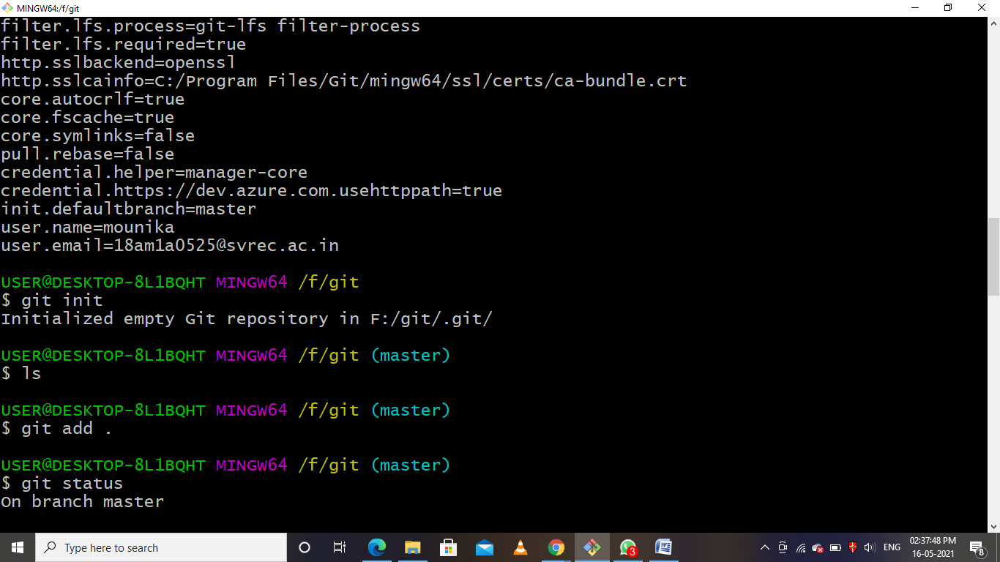 MINGW64:/f/git
filter.lfs.process=git-lfs filter-process
filter.lfs.required=true
http.sslbackend=openssl
http.sslcainfo=C:/Program Files/Git/mingw64/ssl/certs/ca-bundle.crt
core.autocrlf=true
core.fscache=true
core.symlinks=false
pull.rebase=false
credential.helper=manager-core
credential.https://dev.azure.com.usehttppath=true
init.defaultbranch=master
user.name=mounika
user.email=18am1a0525@svrec.ac.in
USER@DESKTOP-8L1BQHT MINGW64 /f/git
$ git init
Initialized empty Git repository in F:/git/.git/
USER@DESKTOP-8L1BQHT MINGW64 /f/git (master)
$ ls
USER@DESKTOP-8L1BQHT MINGW64 /f/git (master)
$ git add .
USER@DESKTOP-8L1BQHT MINGW64 /f/git (master)
$ git status
On branch master
Type here to search
3
W
ENG
02:37:48 PM
16-05-2021
8